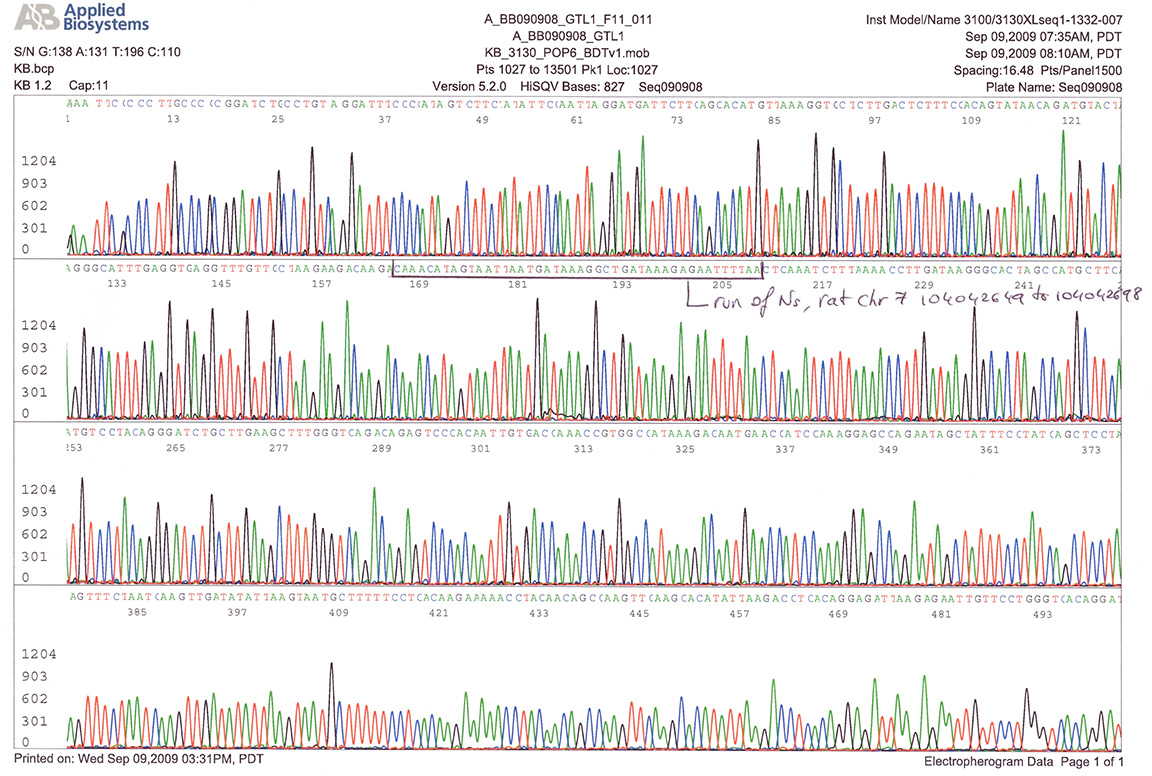 AB Applied Biosystems
S/N G:138 A:131 T:196 C:110
KB.bcp
KB 1.2 Cap:11
A_BB090908_GTL1_F11_011
A_BB090908_GTL1
KB_3130_POP6_BDTv1.mob
Pts 1027 to 13501 Pk1 Loc:1027
Version 5.2.0 HiSQV Bases: 827 Seq090908
Inst Model/Name 3100/3130XLseq1-1332-007
Sep 09,2009 07:35AM, PDT
Sep 09,2009 08:10AM, PDT
Spacing:16.48 Pts/Panel1500
Plate Name: Seq090908
1 13 25 37 49 61 73 85 97 109 121
1204
903
602
301
0
AGGGCATTTGAGGTGAGGTTTGTTCCTAAGAAGACAAGACAAACATAGTAATTAATGATAAAGGCTGATAAAGAGAATTTTAACTCAAATCTTTAAAACCTTGATAAGGGCACTAGCCATGCTTCA
133 145 157 169 181 193 205 217 229 241
run of Ns, rat chr 7 104042649 to 104042698
1204
903
602
301
0
ATGTCCTACAGGGATCTGCTTGAAGCTTTGGGTCAGACAGAGTCCCACAATTGTGACCAAACCGTGGCCATAAAGACAATGAACCATCCAAAGGAGCCAGAATAGCTATTTCCTATCAGCTCCTA
253 265 277 289 301 313 325 337 349 361 373
1204
903
602
301
0
AGTTTCTAATCAAGTTGATATATTAAGTAATGCTTTTTCCTCACAAGAAAAACCTACAACAGCCAAGTTCAAGCACATATTAAGACCTCACAGGAGATTAAGAGAATTGTTCCTGGGTCACAGGAT
385 397 409 421 433 445 457 469 481 493
1204
903
602
301
0
Printed on: Wed Sep 09,2009 03:31PM, PDT
Electropherogram Data Page 1 of 1